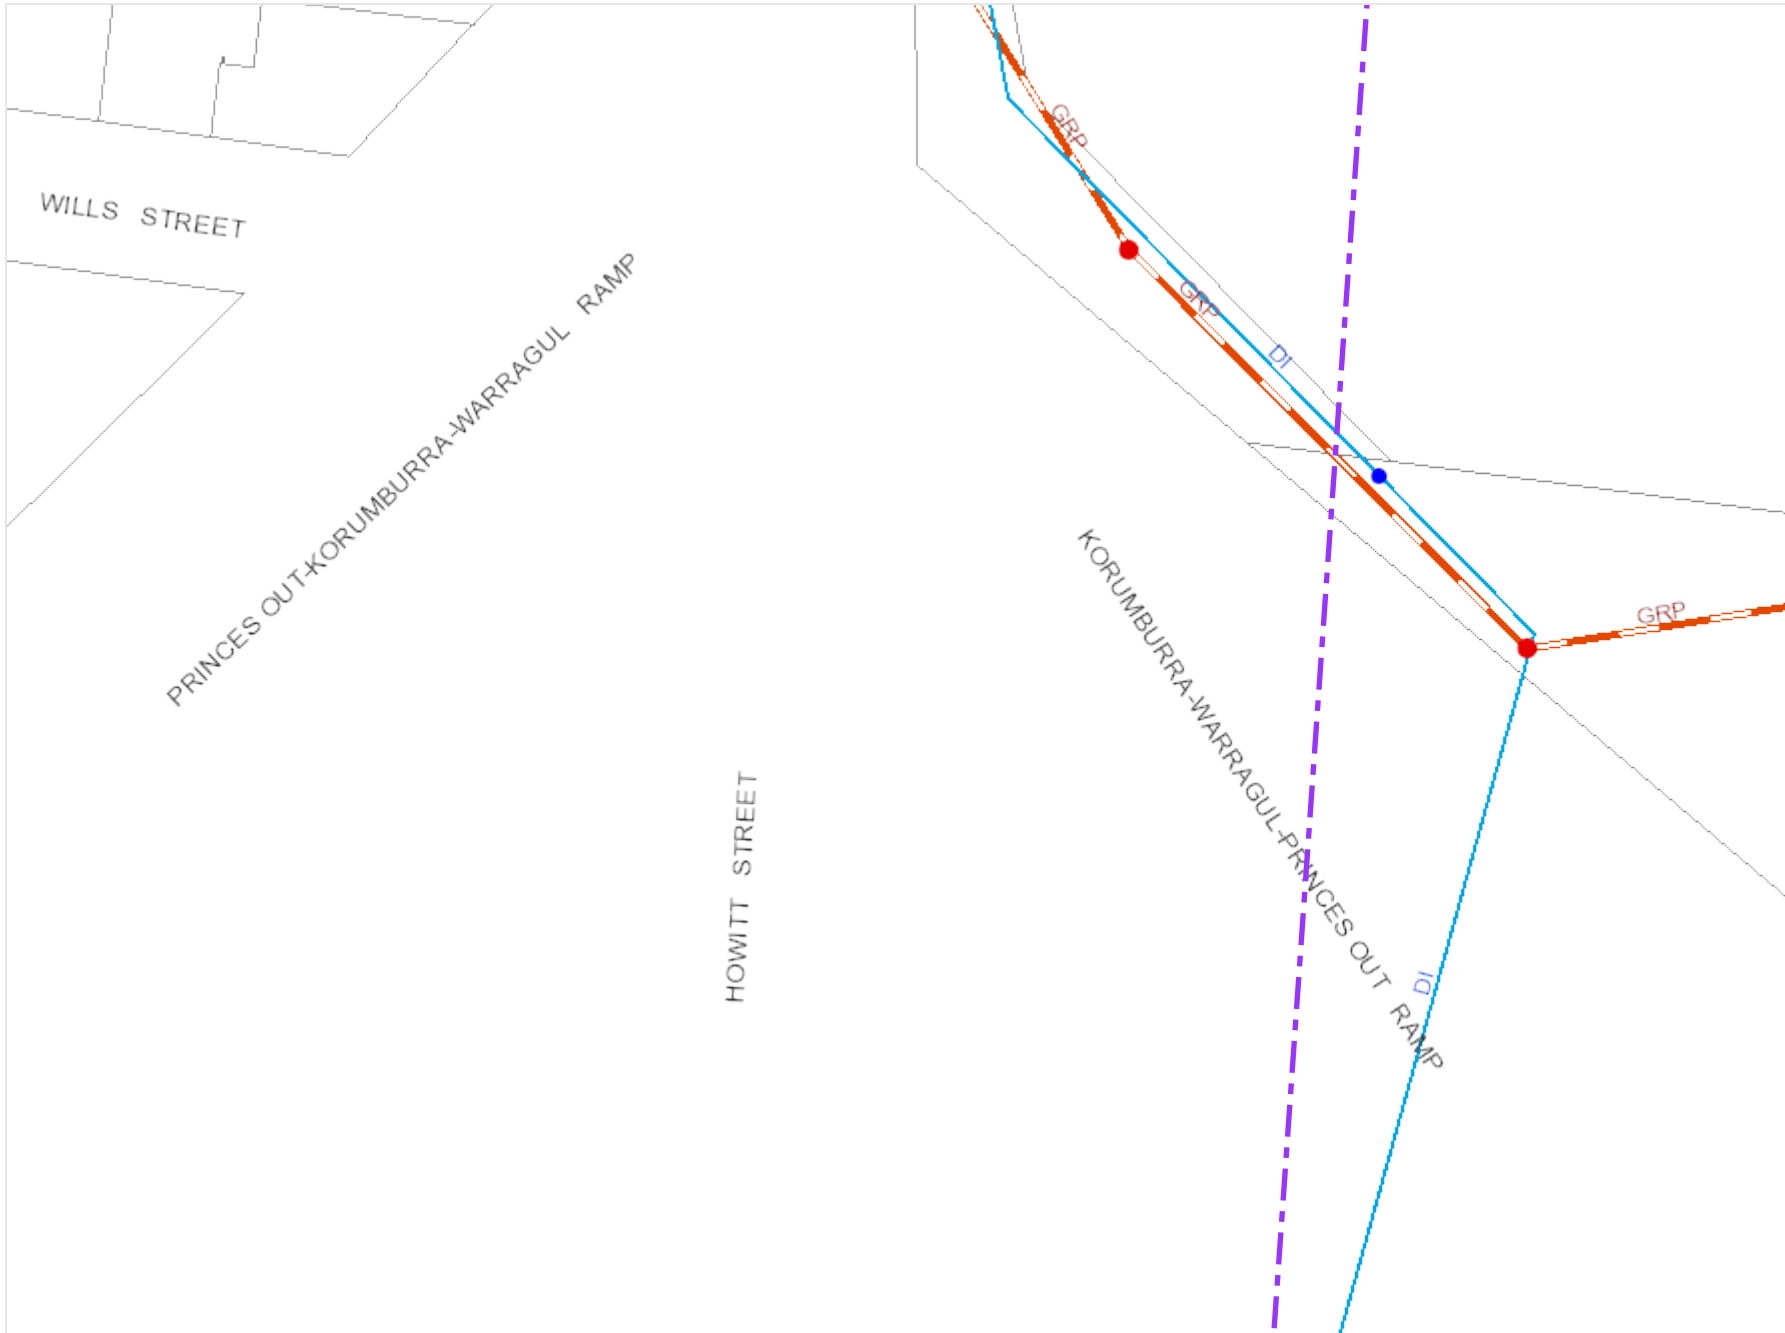 GRP
WILLS STREET
PRINCES OUT-KORUMBURRA-WARRAGUL RAMP
GRP
DI
KORUMBURRA-WARRAGUL-PRINCES OUT RAMP
GRP
HOWITT STREET
DI